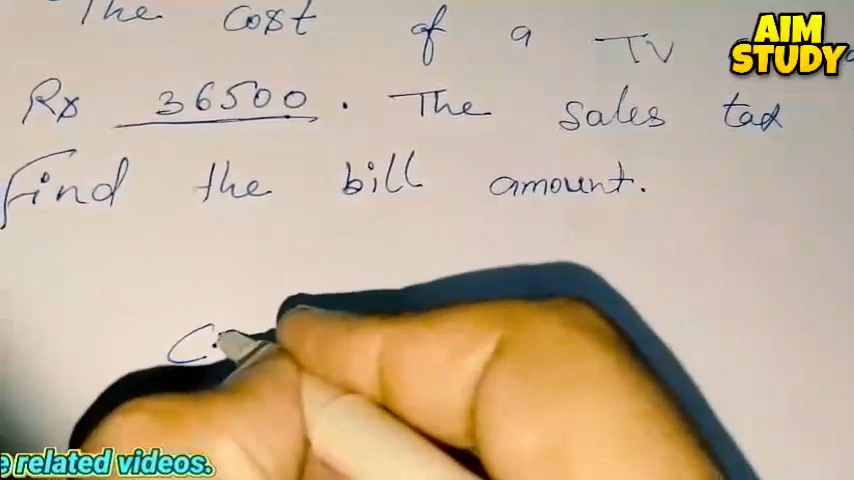 The cost of a TV
Rs 36500. The sales tax
Find the bill amount.
C
AIM
STUDY
related videos.